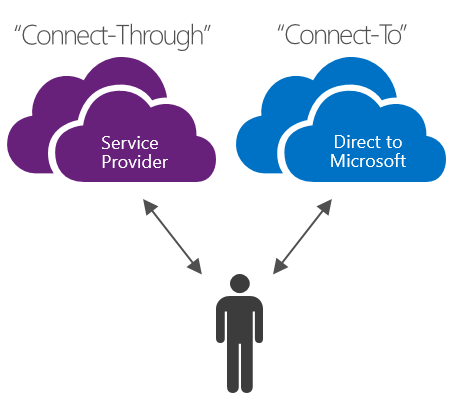 “Connect-Through”
“Connect-To”
Service
Provider
Direct to
Microsoft